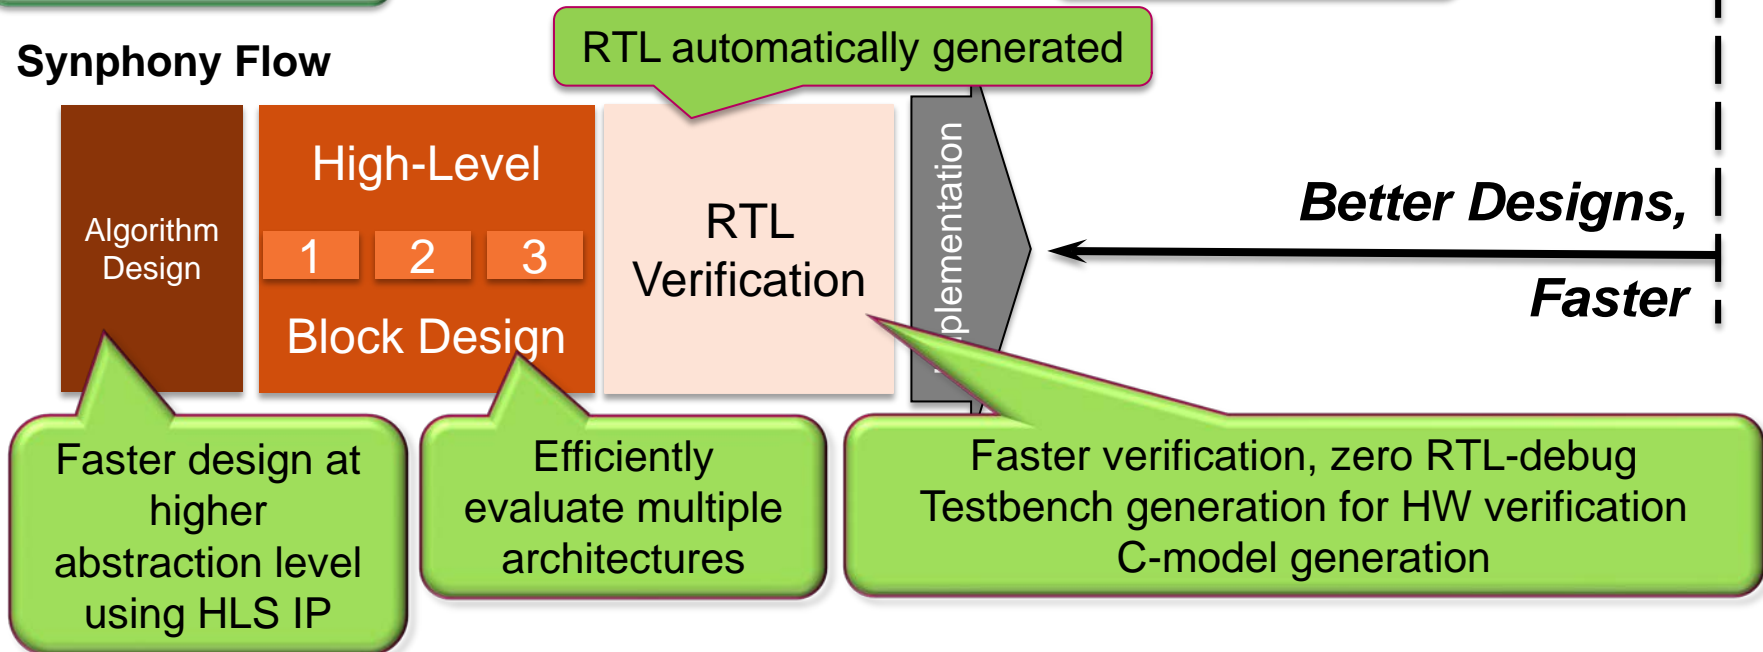 RTL automatically generated
Synphony Flow
Algorithm
Design
High-Level
1 2 3
Block Design
RTL
Verification
plementation
Better Designs,
Faster
Faster design at
higher
abstraction level
using HLS IP
Efficiently
evaluate multiple
architectures
Faster verification, zero RTL-debug
Testbench generation for HW verification
C-model generation